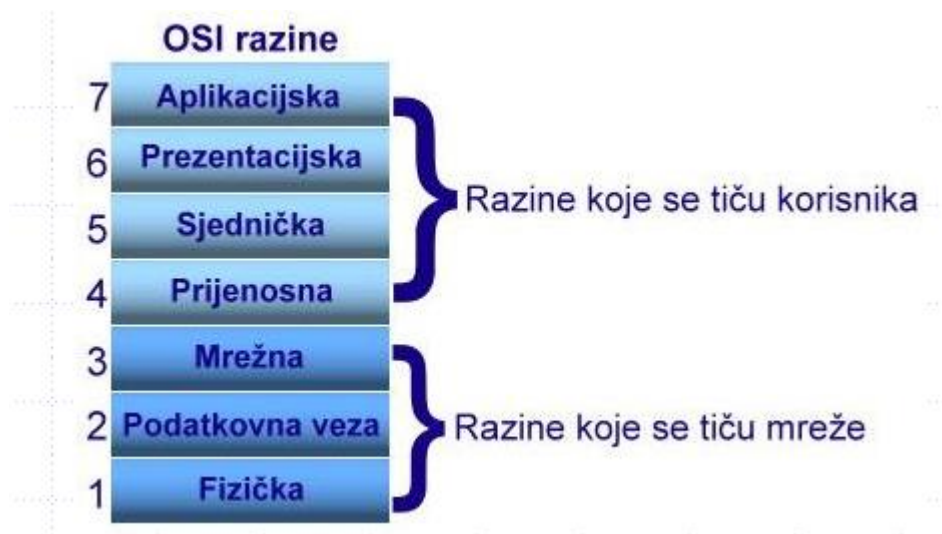 OSI razine
7 Aplikacijska
6 Prezentacijska
5 Sjednička
4 Prijenosna
Razine koje se tiču korisnika
3 Mrežna
2 Podatkovna veza
1 Fizička
Razine koje se tiču mreže